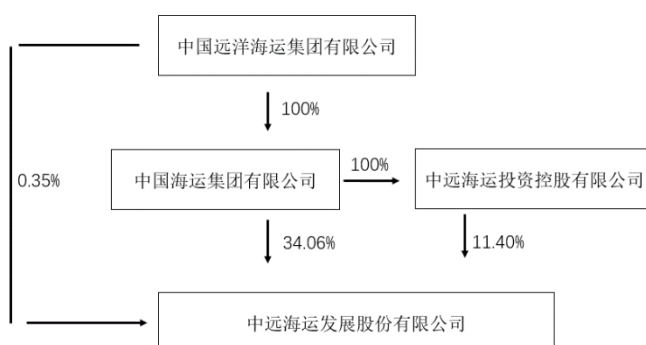 中国远洋海运集团有限公司
100%
0.35%
中国海运集团有限公司
100%
中远海运投资控股有限公司
34.06%
11.40%
中远海运发展股份有限公司